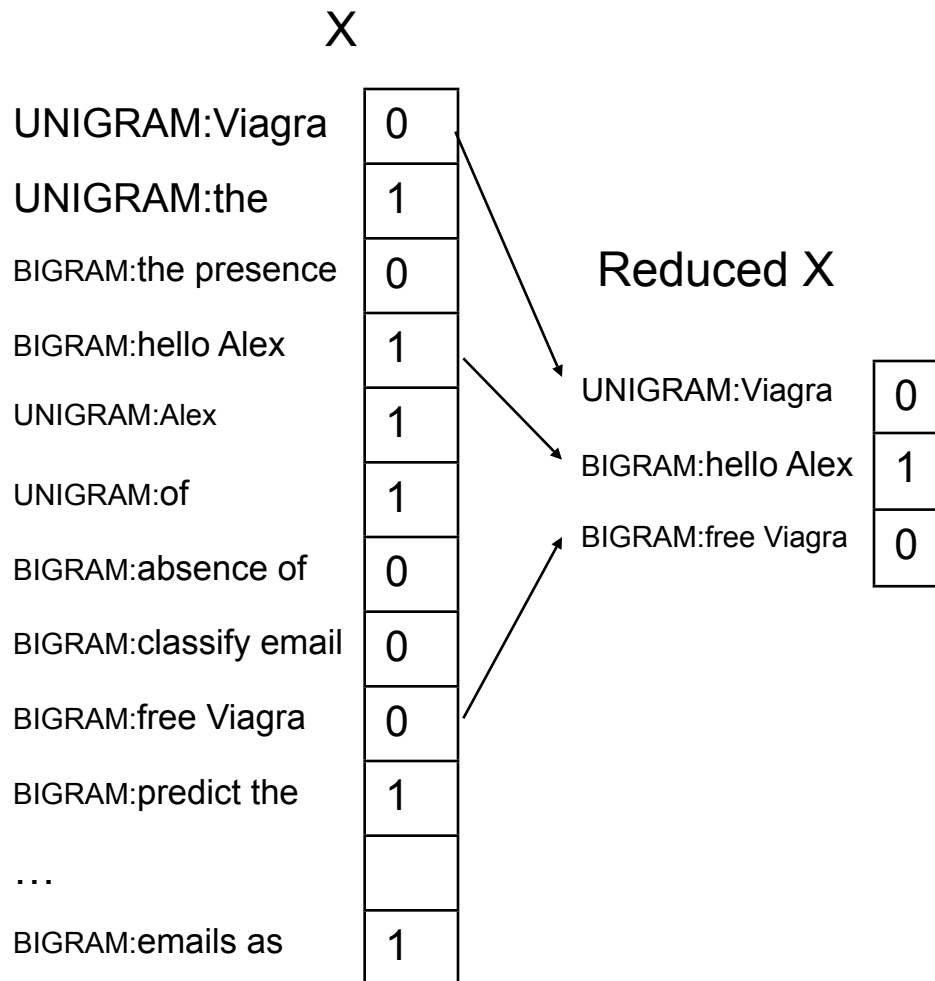 X
UNIGRAM:Viagra 0
UNIGRAM:the 1
BIGRAM:the presence 0
BIGRAM:hello Alex 1
UNIGRAM:Alex 1
UNIGRAM:of 1
BIGRAM:absence of 0
BIGRAM:classify email 0
BIGRAM:free Viagra 0
BIGRAM:predict the 1
…
BIGRAM:emails as 1
Reduced X
UNIGRAM:Viagra 0
BIGRAM:hello Alex 1
BIGRAM:free Viagra 0